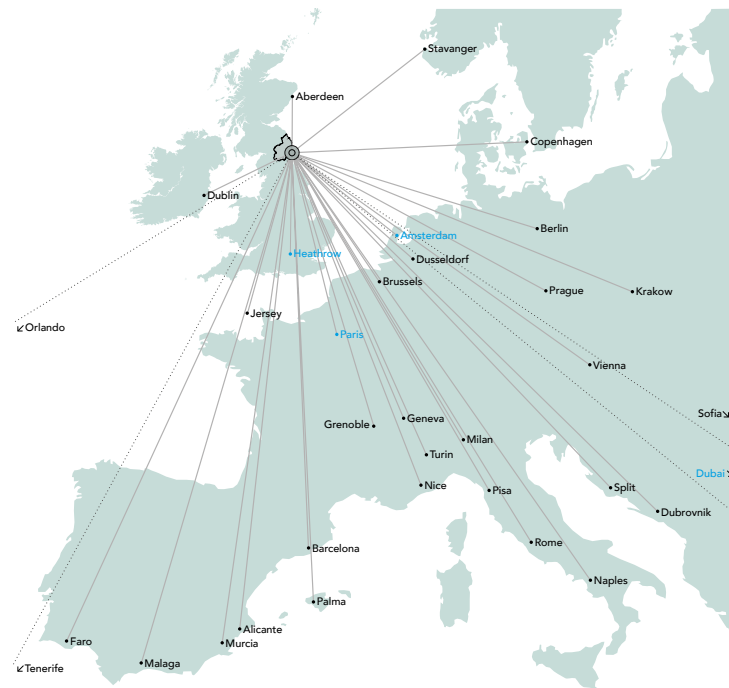 Stavanger
Aberdeen
Copenhagen
Dublin
Berlin
Amsterdam
Heathrow
Dusseldorf
Brussels
Prague
Krakow
Jersey
Orlando
Paris
Vienna
Sofia
Grenoble
Geneva
Milan
Turin
Dubai
Nice
Pisa
Split
Dubrovnik
Rome
Barcelona
Naples
Palma
Alicante
Faro
Murcia
Malaga
Tenerife